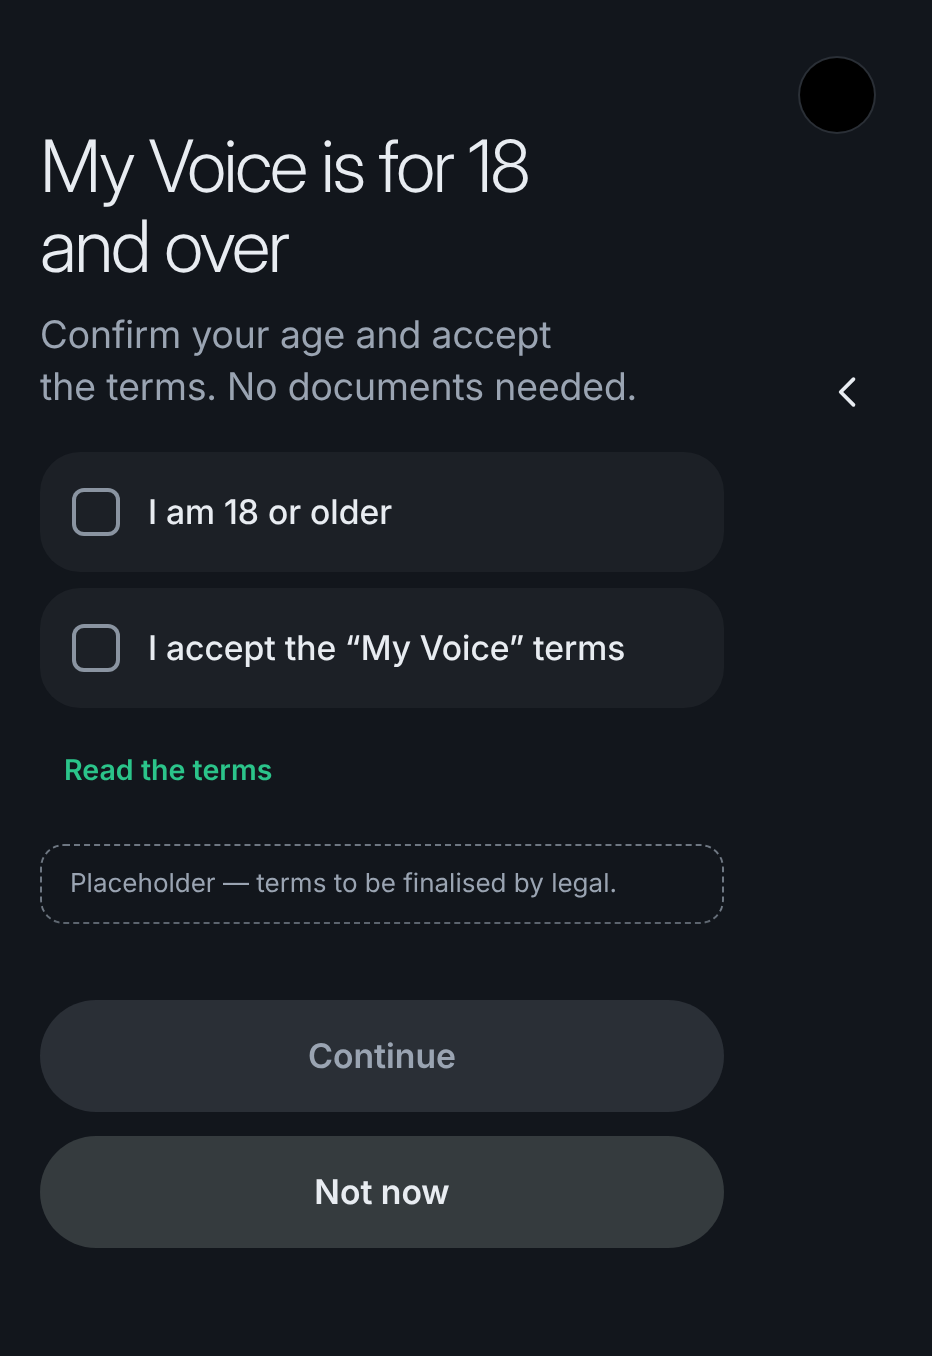 My Voice is for 18
and over
Confirm your age and accept
the terms. No documents needed.
I am 18 or older
I accept the “My Voice” terms
Read the terms
Placeholder — terms to be finalised by legal.
Continue
Not now